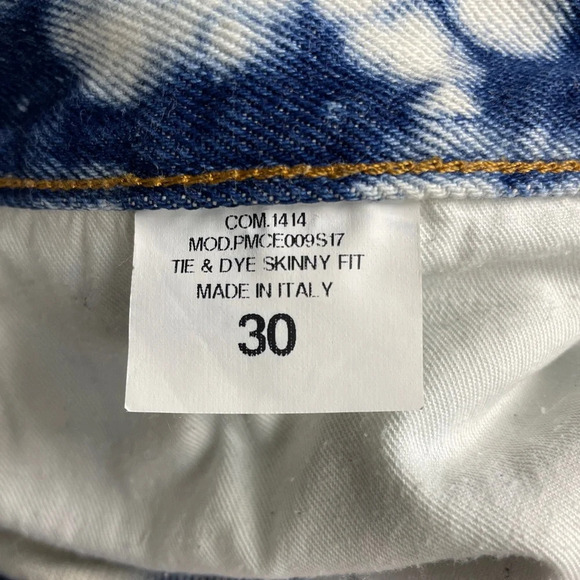 COM.1414
MOD.PMCE009S17
TIE & DYE SKINNY FIT
MADE IN ITALY
30